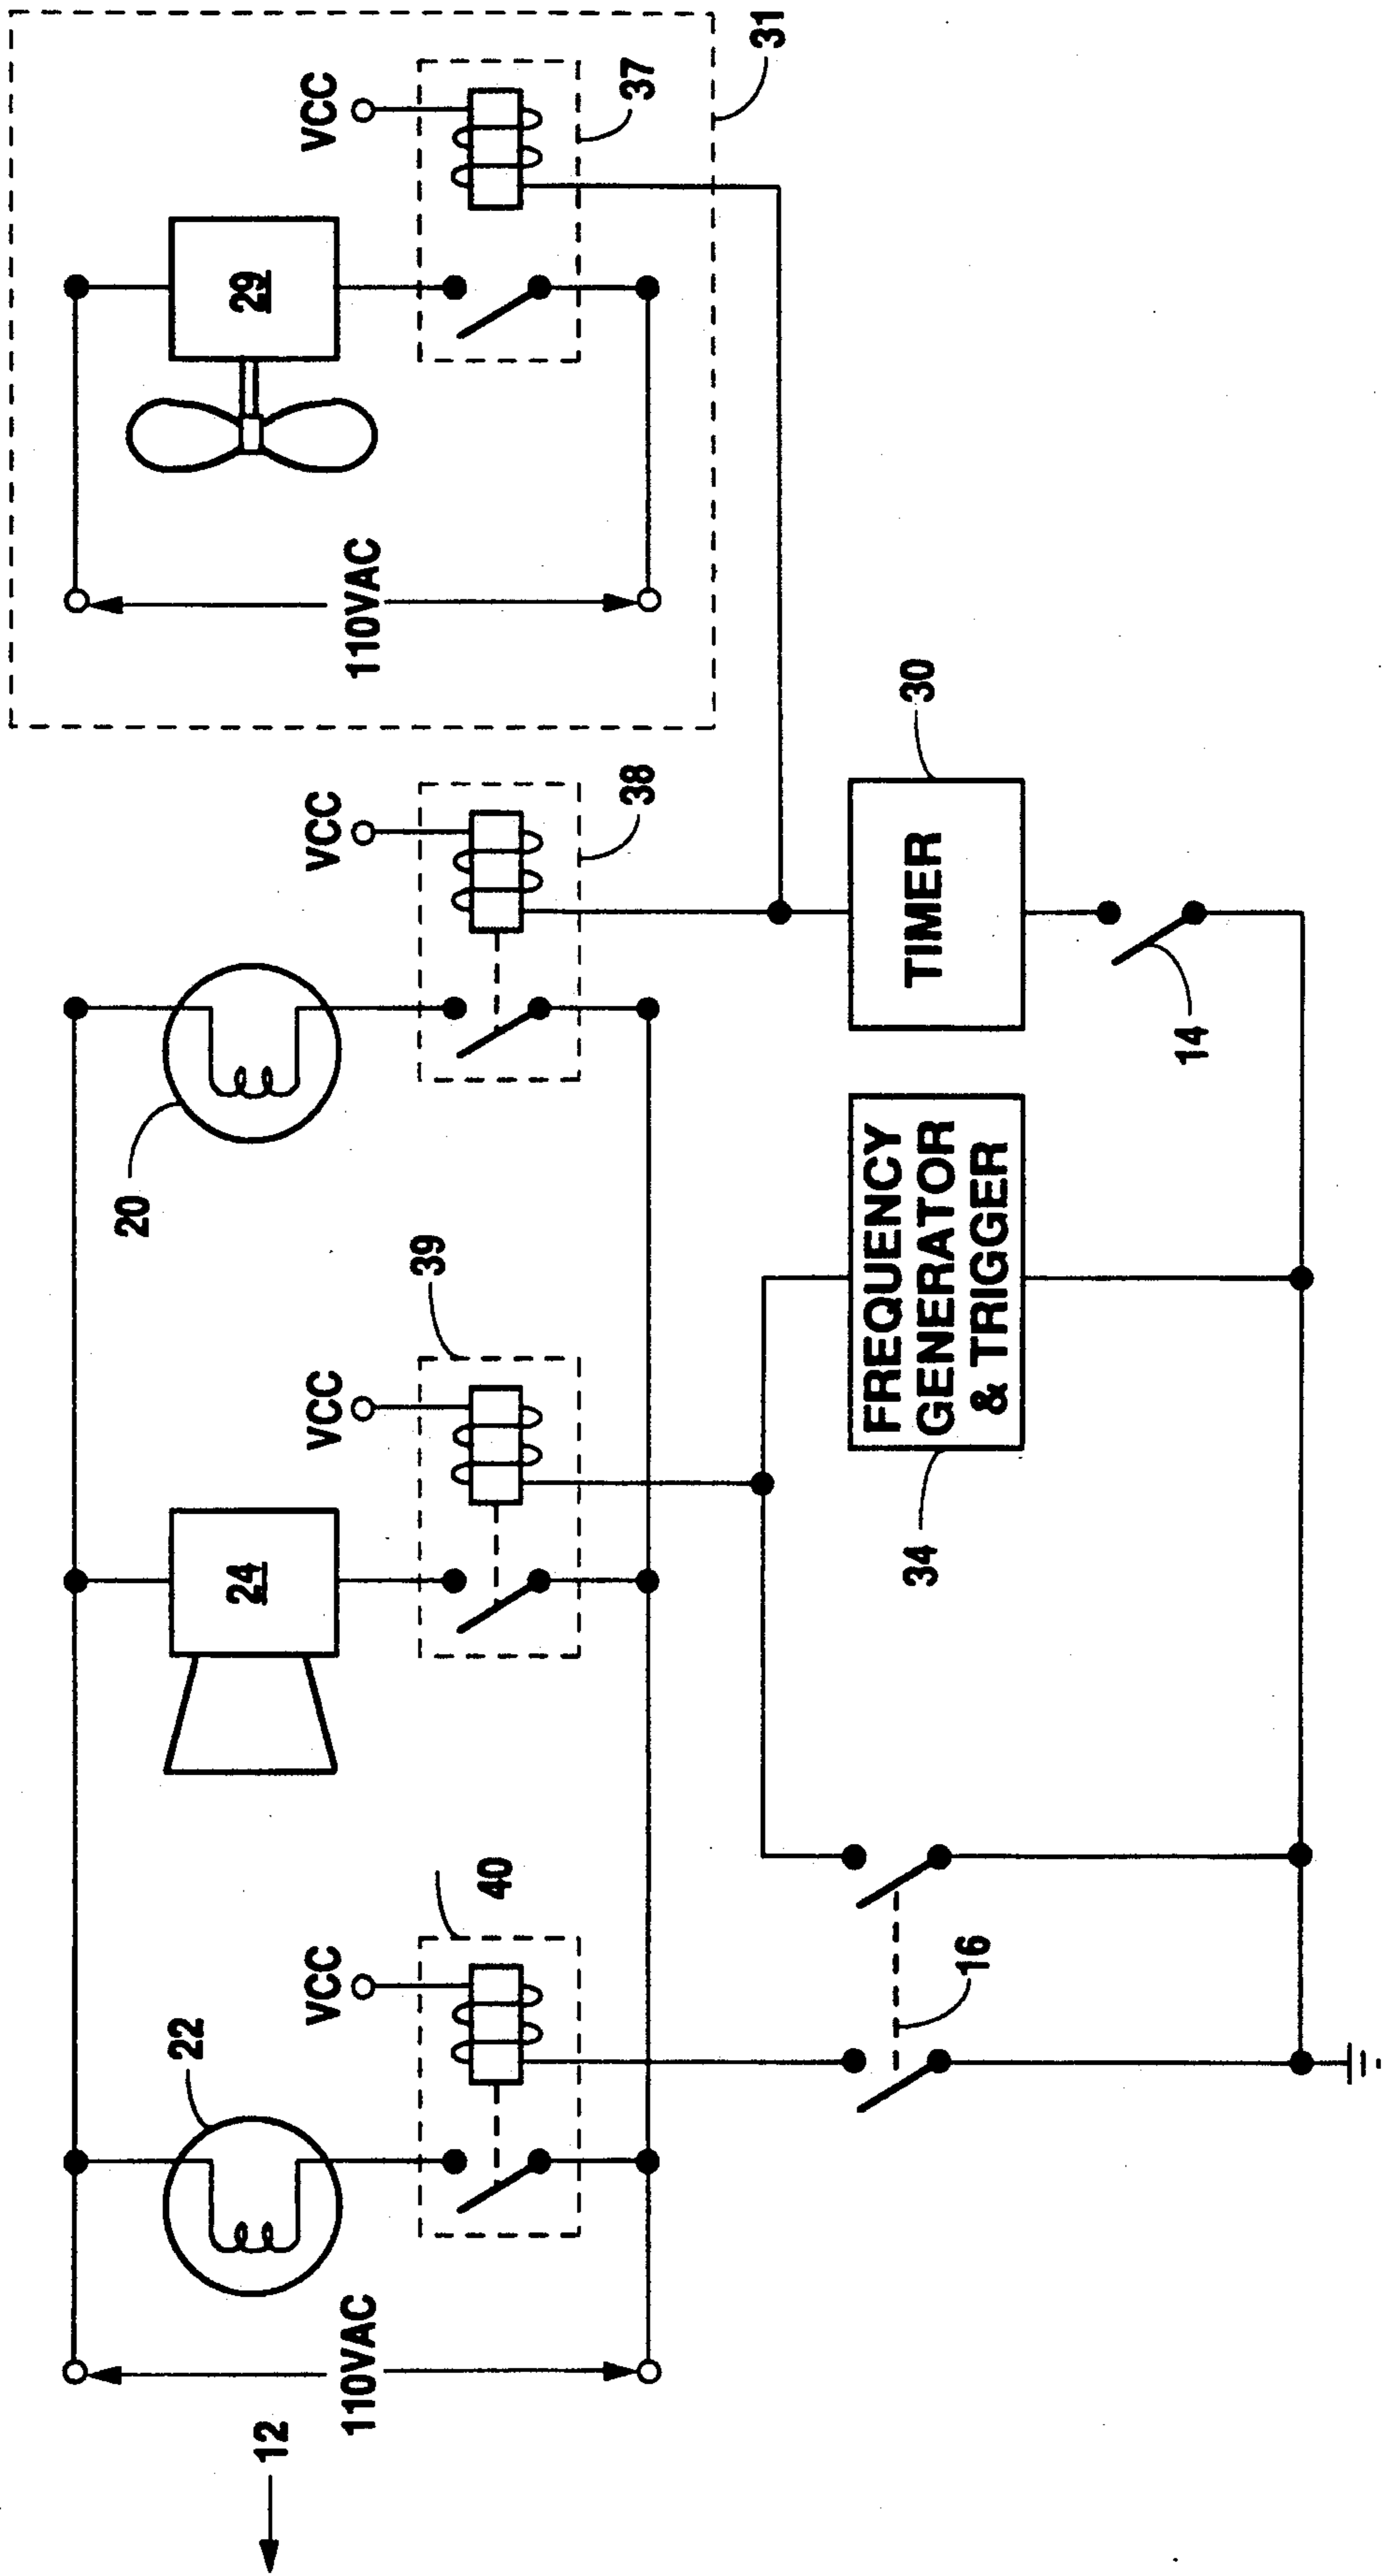 12
110VAC
22
VCC
40
24
VCC
39
20
VCC
38
110VAC
29
VCC
37
31
16
34
FREQUENCY
GENERATOR
& TRIGGER
TIMER
30
14